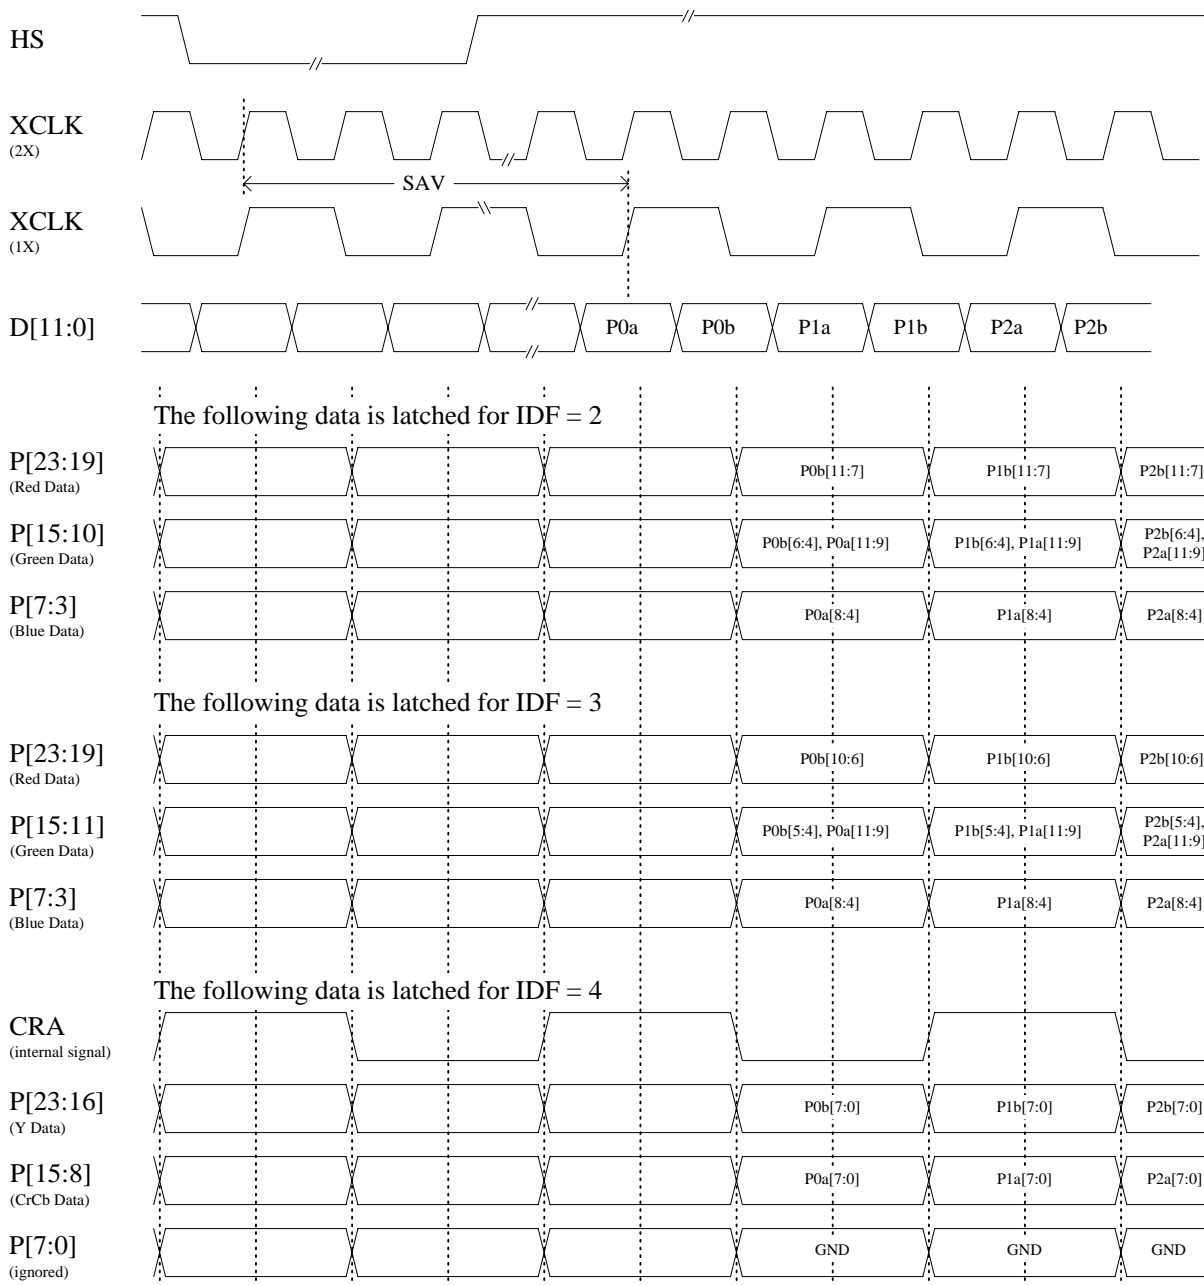 HS
XCLK
(2X)
SAV
XCLK
(1X)
D[11:0]
P0a P0b P1a P1b P2a P2b
The following data is latched for IDF = 2
P[23:19]
(Red Data)
P0b[11:7] P1b[11:7] P2b[11:7]
P[15:10]
(Green Data)
P0b[6:4], P0a[11:9] P1b[6:4], P1a[11:9] P2b[6:4],
P2a[11:9]
P[7:3]
(Blue Data)
P0a[8:4] P1a[8:4] P2a[8:4]
The following data is latched for IDF = 3
P[23:19]
(Red Data)
P0b[10:6] P1b[10:6] P2b[10:6]
P[15:11]
(Green Data)
P0b[5:4], P0a[11:9] P1b[5:4], P1a[11:9] P2b[5:4],
P2a[11:9]
P[7:3]
(Blue Data)
P0a[8:4] P1a[8:4] P2a[8:4]
The following data is latched for IDF = 4
CRA
(internal signal)
P[23:16]
(Y Data)
P0b[7:0] P1b[7:0] P2b[7:0]
P[15:8]
(CrCb Data)
P0a[7:0] P1a[7:0] P2a[7:0]
P[7:0]
(ignored)
GND GND GND